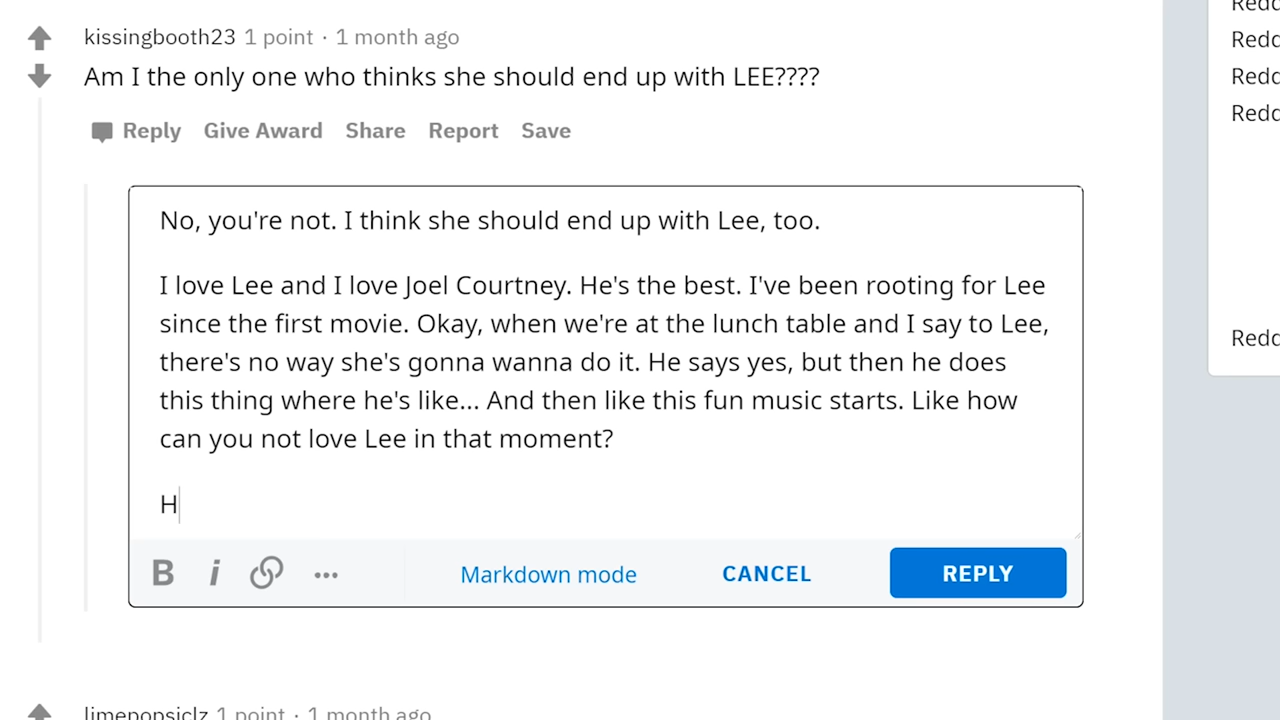 kissingbooth23 1 point · 1 month ago
Am I the only one who thinks she should end up with LEE????
Reply Give Award Share Report Save
No, you're not. I think she should end up with Lee, too.
I love Lee and I love Joel Courtney. He's the best. I've been rooting for Lee
since the first movie. Okay, when we're at the lunch table and I say to Lee,
there's no way she's gonna wanna do it. He says yes, but then he does
this thing where he's like... And then like this fun music starts. Like how
can you not love Lee in that moment?
H
B i ... Markdown mode CANCEL REPLY
limepopsiclz 1 point · 1 month ago